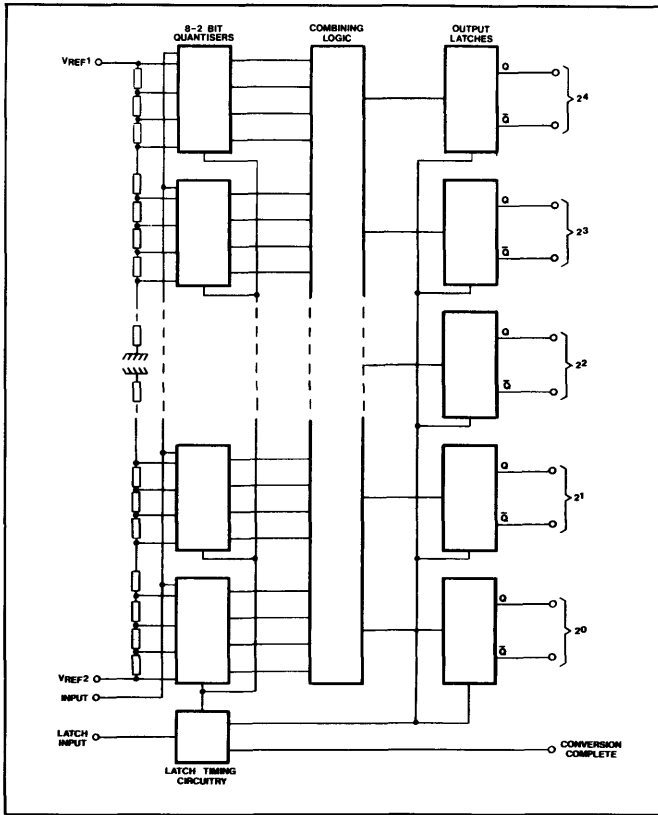 8-2 BIT
QUANTISERS
COMBINING
LOGIC
OUTPUT
LATCHES
VREF1
Q
Q̅
2⁴
Q
Q̅
2³
Q
Q̅
2²
Q
Q̅
2¹
Q
Q̅
2⁰
VREF2
INPUT
LATCH
INPUT
LATCH TIMING
CIRCUITRY
CONVERSION
COMPLETE